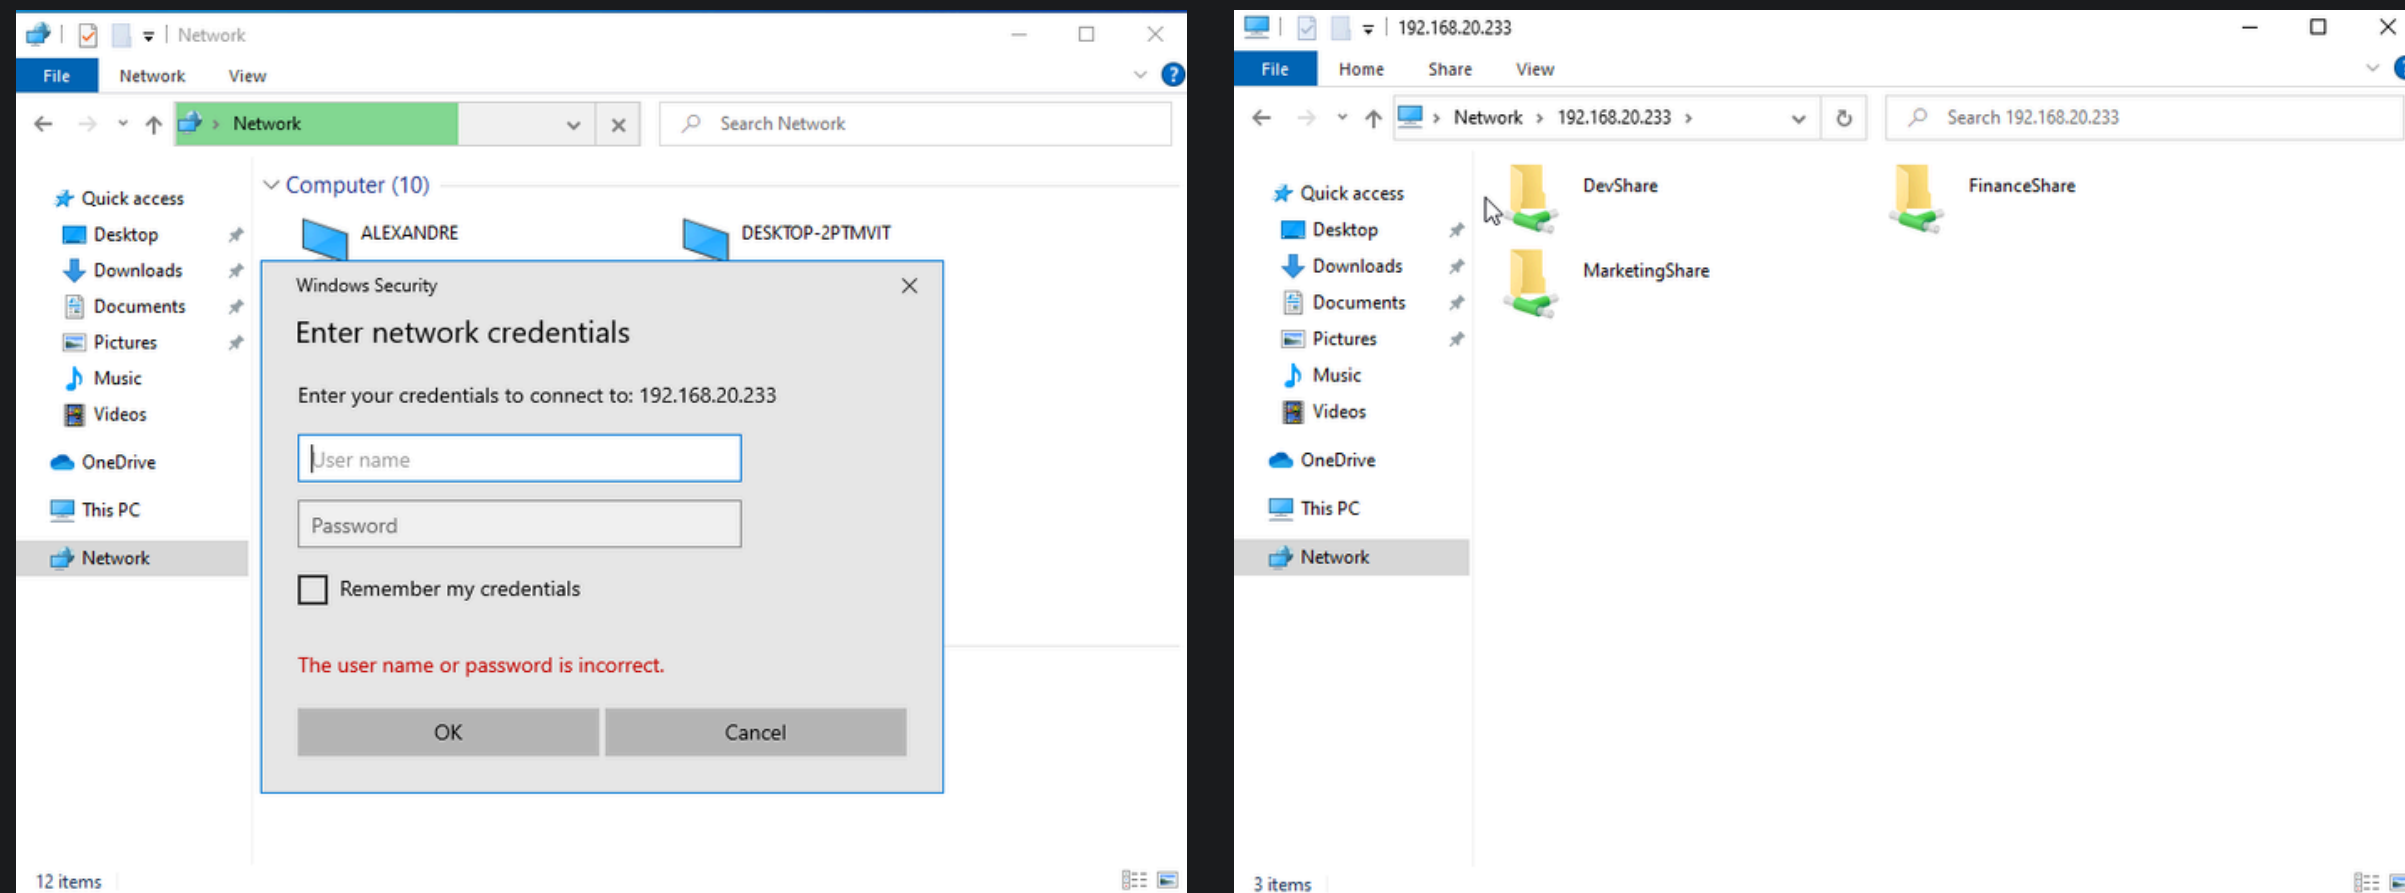 Network
File Network View
Network
Search Network
Quick access
Desktop
Downloads
Documents
Pictures
Music
Videos
OneDrive
This PC
Network
Computer (10)
ALEXANDRE
DESKTOP-2PTMVIT
Windows Security
Enter network credentials
Enter your credentials to connect to: 192.168.20.233
User name
Password
Remember my credentials
The user name or password is incorrect.
OK Cancel
12 items
192.168.20.233
File Home Share View
Network 192.168.20.233
Search 192.168.20.233
Quick access
Desktop
Downloads
Documents
Pictures
Music
Videos
OneDrive
This PC
Network
DevShare
FinanceShare
MarketingShare
3 items